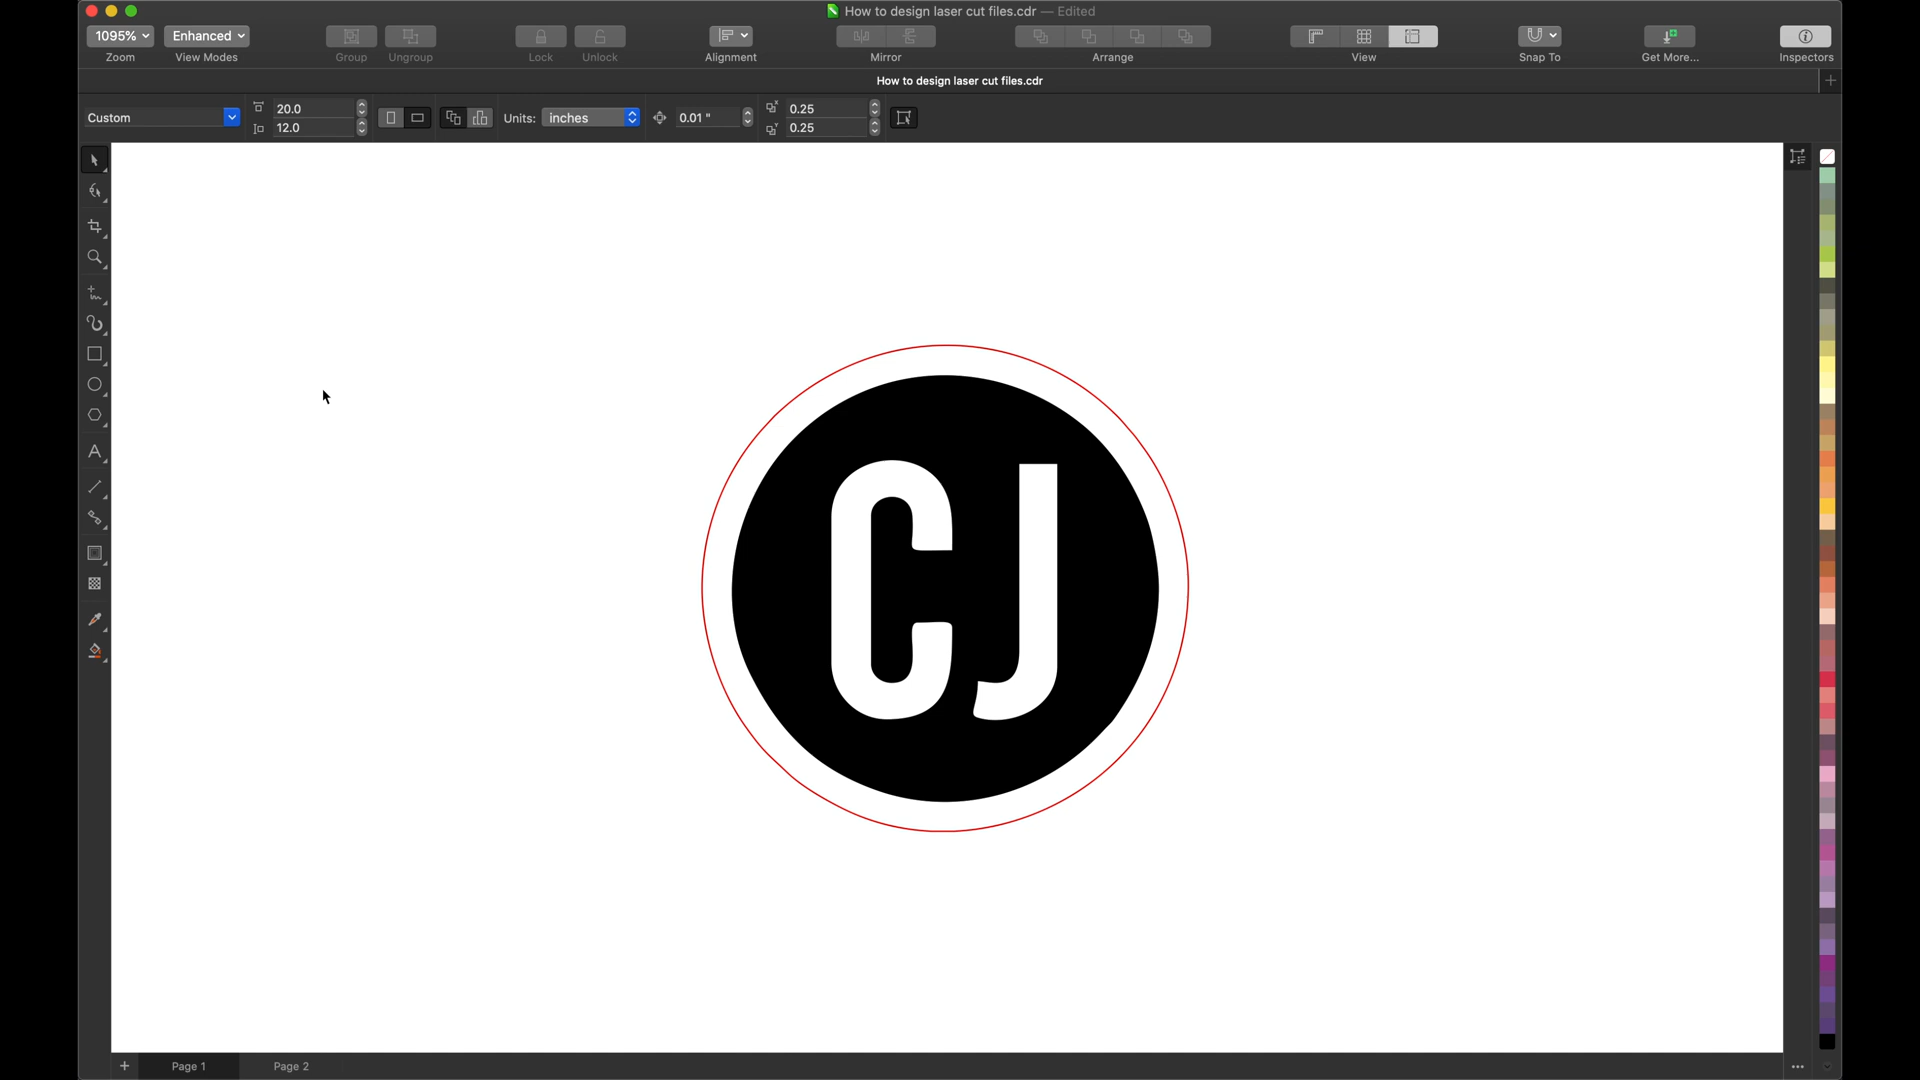 How to design laser cut files.cdr — Edited
1095%
Enhanced
Zoom
View Modes
Group
Ungroup
Lock
Unlock
Alignment
Mirror
Arrange
View
Snap To
Get More...
Inspectors
How to design laser cut files.cdr
Custom
20.0
12.0
Units:
inches
0.01 "
0.25
0.25
CJ
Page 1
Page 2